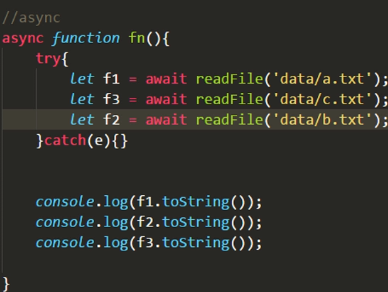 //async
async function fn(){
    try{
        let f1 = await readFile('data/a.txt');
        let f3 = await readFile('data/c.txt');
        let f2 = await readFile('data/b.txt');
    }catch(e){}
    console.log(f1.toString());
    console.log(f2.toString());
    console.log(f3.toString());
}